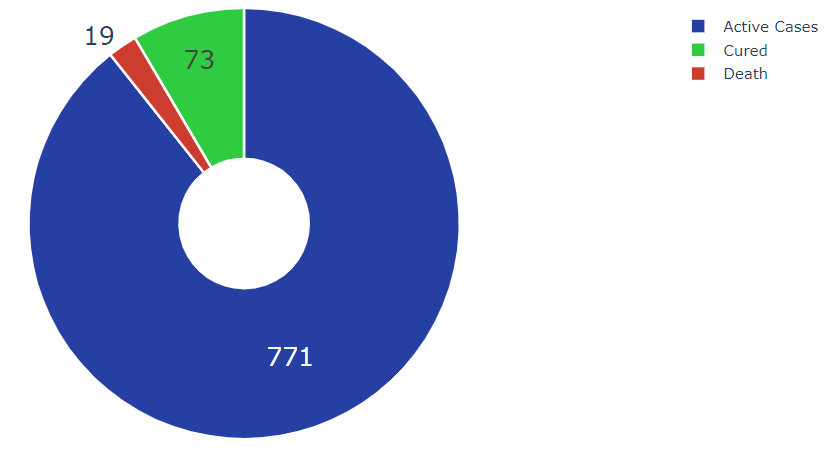 19
73
771
Active Cases
Cured
Death